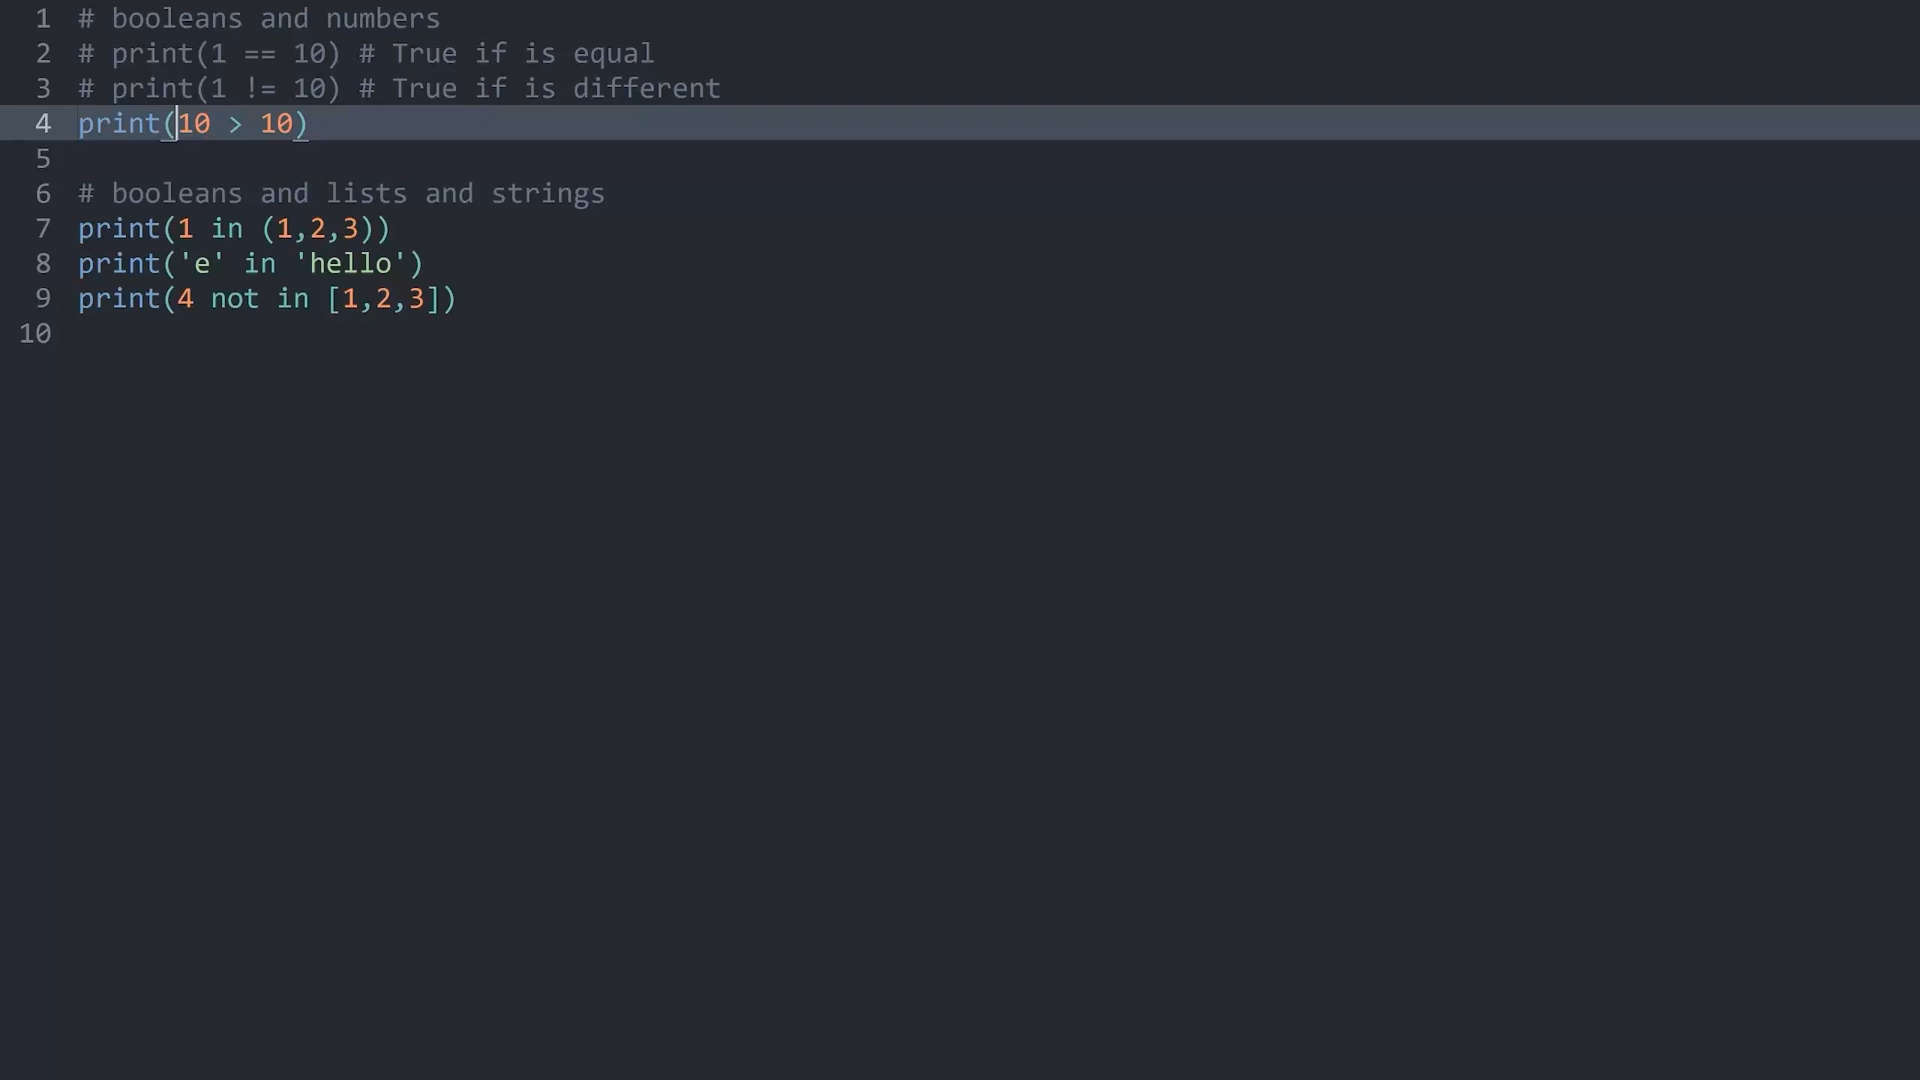 1 # booleans and numbers
2 # print(1 == 10) # True if is equal
3 # print(1 != 10) # True if is different
4 print(10 > 10)
5
6 # booleans and lists and strings
7 print(1 in (1,2,3))
8 print('e' in 'hello')
9 print(4 not in [1,2,3])
10